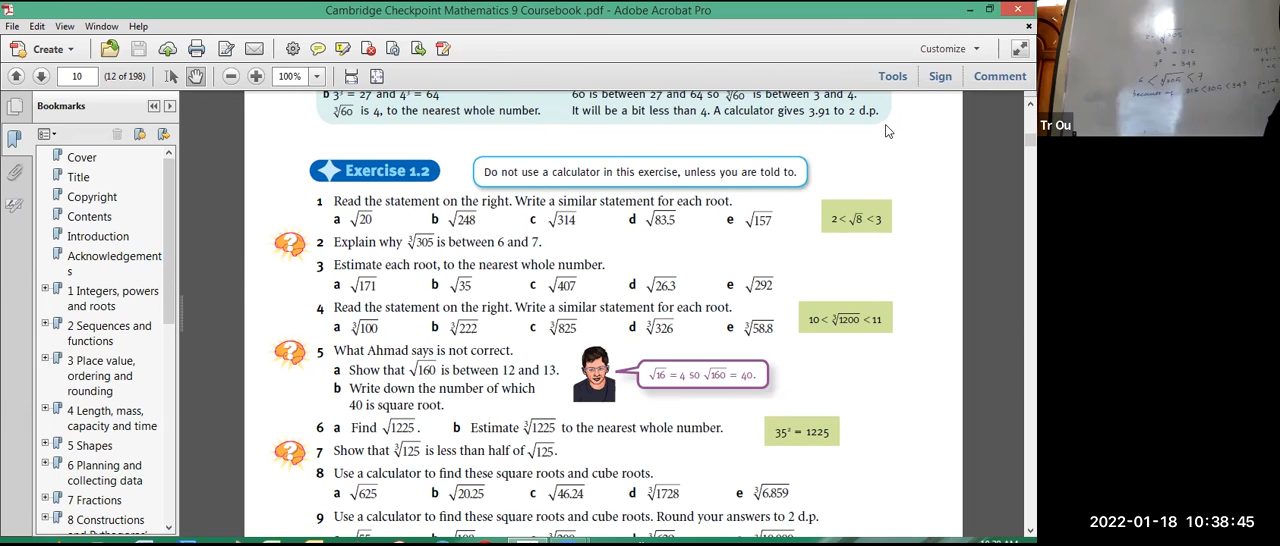 Cambridge Checkpoint Mathematics 9 Coursebook.pdf - Adobe Acrobat Pro
File Edit View Window Help
Create
Customize
10 (12 of 198) 100% Tools Sign Comment
Bookmarks
Cover
Title
Copyright
Contents
Introduction
Acknowledgement
s
1 Integers, powers
and roots
2 Sequences and
functions
3 Place value,
ordering and
rounding
4 Length, mass,
capacity and time
5 Shapes
6 Planning and
collecting data
7 Fractions
8 Constructions
b 3³ = 27 and 4³ = 64 60 is between 27 and 64 so ∛60 is between 3 and 4.
∛60 is 4, to the nearest whole number. It will be a bit less than 4. A calculator gives 3.91 to 2 d.p.
Exercise 1.2 Do not use a calculator in this exercise, unless you are told to.
1 Read the statement on the right. Write a similar statement for each root.
a √20 b √248 c √314 d √83.5 e √157 2 < √8 < 3
2 Explain why ∛305 is between 6 and 7.
3 Estimate each root, to the nearest whole number.
a √171 b √35 c √407 d √26.3 e √292
4 Read the statement on the right. Write a similar statement for each root.
a ∛100 b ∛222 c ∛825 d ∛326 e ∛58.8 10 < ∛1200 < 11
5 What Ahmad says is not correct.
a Show that √160 is between 12 and 13. √16 = 4 so √160 = 40.
b Write down the number of which
40 is square root.
6 a Find √1225. b Estimate ∛1225 to the nearest whole number. 35² = 1225
7 Show that ∛125 is less than half of √125.
8 Use a calculator to find these square roots and cube roots.
a √625 b √20.25 c √46.24 d ∛1728 e ∛6.859
9 Use a calculator to find these square roots and cube roots. Round your answers to 2 d.p.
6 < ∛305 < 7
because
Tr Ou
2022-01-18 10:38:45